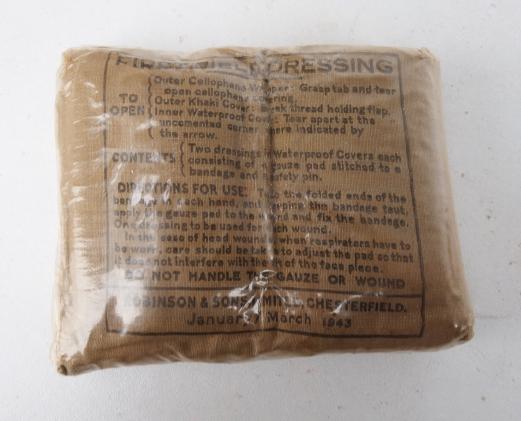 FIRST FIELD DRESSING
Outer Cellophane Wrapper: Grasp tab and tear
open cellophane covering.
TO OPEN
Outer Khaki Cover: Break thread holding flap.
Inner Waterproof Cover: Tear apart at the
uncemented corner where indicated by
the arrow.
CONTENTS
Two dressings in Waterproof Covers each
consisting of a gauze pad stitched to a
bandage and a safety pin.
DIRECTIONS FOR USE: Take the folded ends of the
bandage in each hand, and keeping the bandage taut,
apply the gauze pad to the wound and fix the bandage.
One dressing to be used for each wound.
In the case of head wounds when respirators have to
be worn, care should be taken to adjust the pad so that
it does not interfere with the fit of the face piece.
DO NOT HANDLE THE GAUZE OR WOUND
ROBINSON & SONS CHESTERFIELD.
March 1943